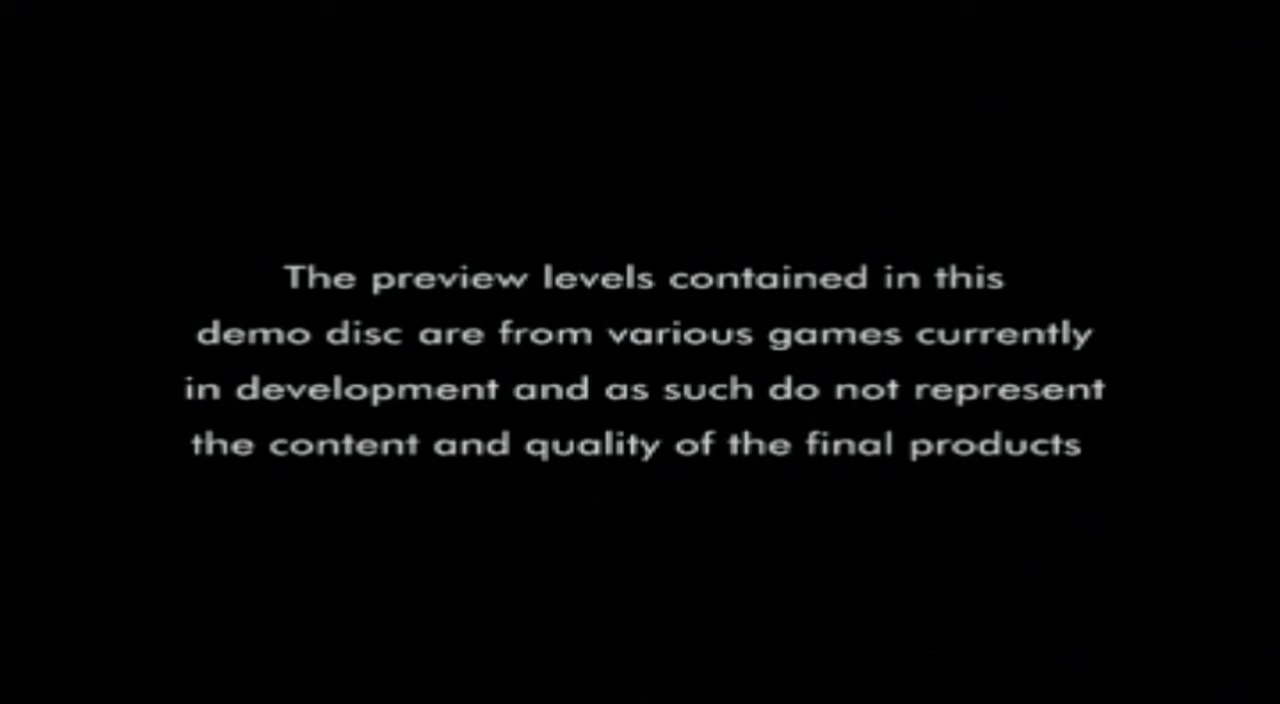 The preview levels contained in this
demo disc are from various games currently
in development and as such do not represent
the content and quality of the final products